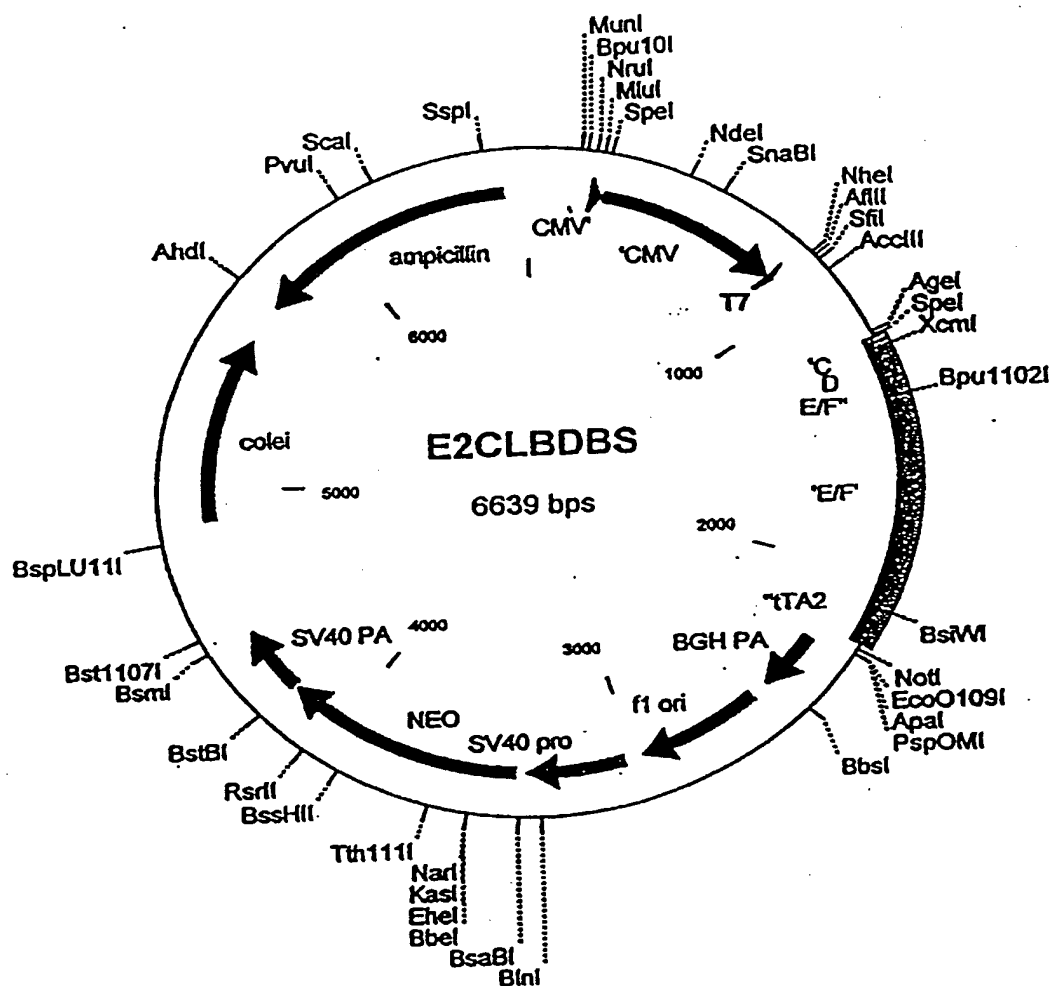 MunI
Bpu10I
NruI
MluI
SpeI
NdeI
SnaBI
NheI
AflII
SfiI
AccIII
AgeI
SpeI
XcmI
Bpu1102I
BsiWI
NotI
EcoO109I
ApaI
PspOMI
BbsI
BlnI
BsaBI
BbeI
EheI
KasI
NarI
Tth111I
BssHII
RsrII
BstBI
BsmI
Bst1107I
BspLU11I
AhdI
PvuI
ScaI
SspI
CMV'
'CMV
T7
ampicillin
6000
1000
'C
D
E/F"
colei
E2CLBDBS
6639 bps
5000
'E/F'
2000
"tTA2
SV40 PA
4000
3000
BGH PA
f1 ori
NEO
SV40 pro